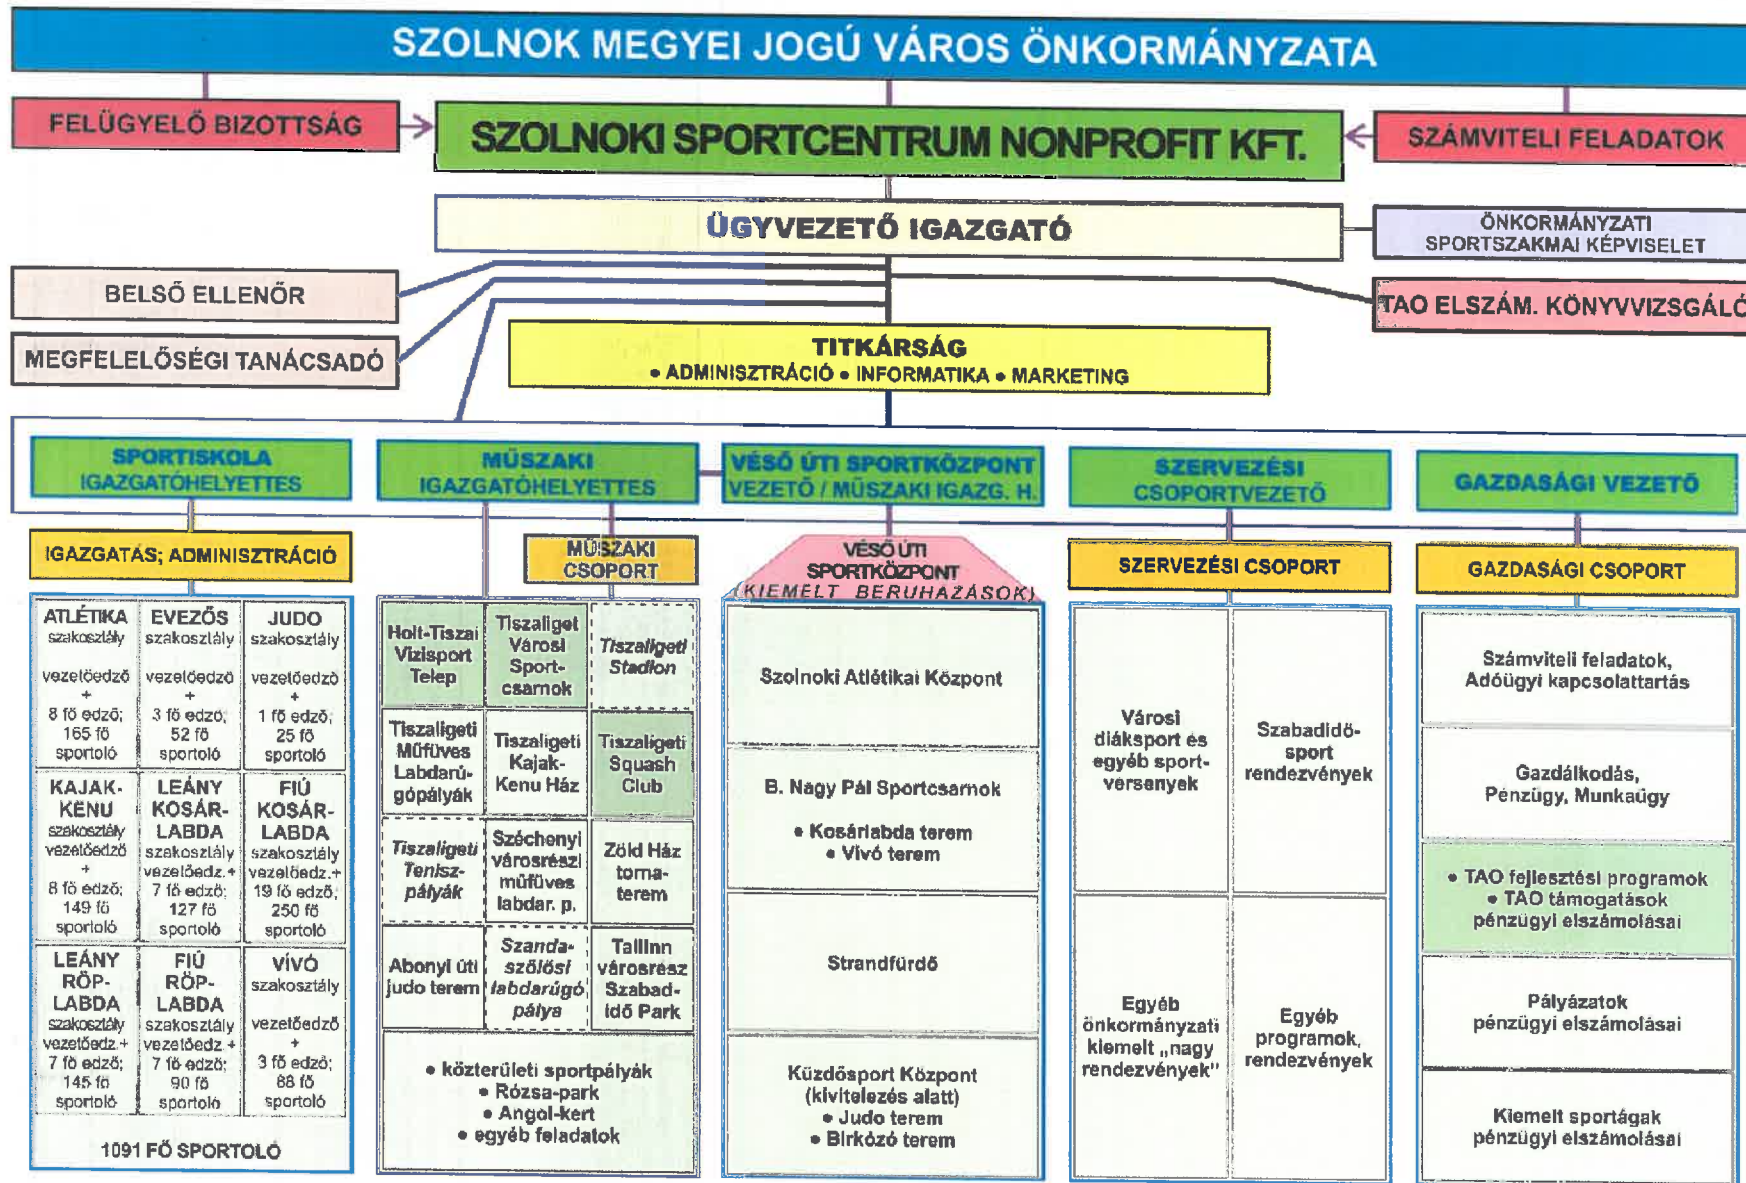 SZOLNOK MEGYEI JOGÚ VÁROS ÖNKORMÁNYZATA
FELÜGYELŐ BIZOTTSÁG
SZOLNOKI SPORTCENTRUM NONPROFIT KFT.
SZÁMVITELI FELADATOK
ÜGYVEZETŐ IGAZGATÓ
ÖNKORMÁNYZATI
SPORTSZAKMAI KÉPVISELET
BELSŐ ELLENŐR
TAO ELSZÁM. KÖNYVVIZSGÁLÓ
MEGFELELŐSÉGI TANÁCSADÓ
TITKÁRSÁG
● ADMINISZTRÁCIÓ ● INFORMATIKA ● MARKETING
SPORTISKOLA
IGAZGATÓHELYETTES
MŰSZAKI
IGAZGATÓHELYETTES
VÉSŐ ÚTI SPORTKÖZPONT
VEZETŐ / MŰSZAKI IGAZG. H.
SZERVEZÉSI
CSOPORTVEZETŐ
GAZDASÁGI VEZETŐ
IGAZGATÁS; ADMINISZTRÁCIÓ
MŰSZAKI
CSOPORT
VÉSŐ ÚTI
SPORTKÖZPONT
(KIEMELT BERUHÁZÁSOK)
SZERVEZÉSI CSOPORT
GAZDASÁGI CSOPORT
ATLÉTIKA
szakosztály
vezetőedző
+
8 fő edző;
165 fő
sportoló
EVEZŐS
szakosztály
vezetőedző
+
3 fő edző;
52 fő
sportoló
JUDO
szakosztály
vezetőedző
+
1 fő edző;
25 fő
sportoló
KAJAK-
KENU
szakosztály
vezetőedző
+
8 fő edző;
149 fő
sportoló
LEÁNY
KOSÁR-
LABDA
szakosztály
vezetőedz.+
7 fő edző;
127 fő
sportoló
FIÚ
KOSÁR-
LABDA
szakosztály
vezetőedz.+
19 fő edző;
250 fő
sportoló
LEÁNY
RÖP-
LABDA
szakosztály
vezetőedz.+
7 fő edző;
145 fő
sportoló
FIÚ
RÖP-
LABDA
szakosztály
vezetőedz.+
7 fő edző;
90 fő
sportoló
VÍVÓ
szakosztály
vezetőedző
+
3 fő edző;
88 fő
sportoló
1091 FŐ SPORTOLÓ
Holt-Tiszai
Vizisport
Telep
Tiszaliget
Városi
Sport-
csarnok
Tiszaligeti
Stadion
Tiszaligeti
Műfüves
Labdarú-
gópályák
Tiszaligeti
Kajak-
Kenu Ház
Tiszaligeti
Squash
Club
Tiszaligeti
Tenisz-
pályák
Széchenyi
városrészi
műfüves
labdar. p.
Zöld Ház
torna-
terem
Abonyi úti
judo terem
Szanda-
szőlősi
labdarúgó
pálya
Tallinn
városrész
Szabad-
idő Park
● közterületi sportpályák
● Rózsa-park
● Angol-kert
● egyéb feladatok
Szolnoki Atlétikai Központ
B. Nagy Pál Sportcsarnok
● Kosárlabda terem
● Vívó terem
Strandfürdő
Küzdősport Központ
(kivitelezés alatt)
● Judo terem
● Birkózó terem
Városi
diáksport és
egyéb sport-
versenyek
Szabadidő-
sport
rendezvények
Egyéb
önkormányzati
kiemelt „nagy
rendezvények"
Egyéb
programok,
rendezvények
Számviteli feladatok,
Adóügyi kapcsolattartás
Gazdálkodás,
Pénzügy, Munkaügy
● TAO fejlesztési programok
● TAO támogatások
pénzügyi elszámolásai
Pályázatok
pénzügyi elszámolásai
Kiemelt sportágak
pénzügyi elszámolásai